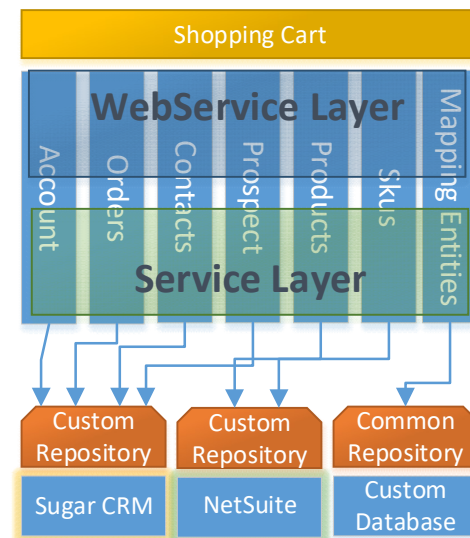 Shopping Cart
WebService Layer
Account
Orders
Contacts
Prospect
Products
Skus
Mapping Entities
Service Layer
Custom
Repository
Custom
Repository
Common
Repository
Sugar CRM
NetSuite
Custom
Database